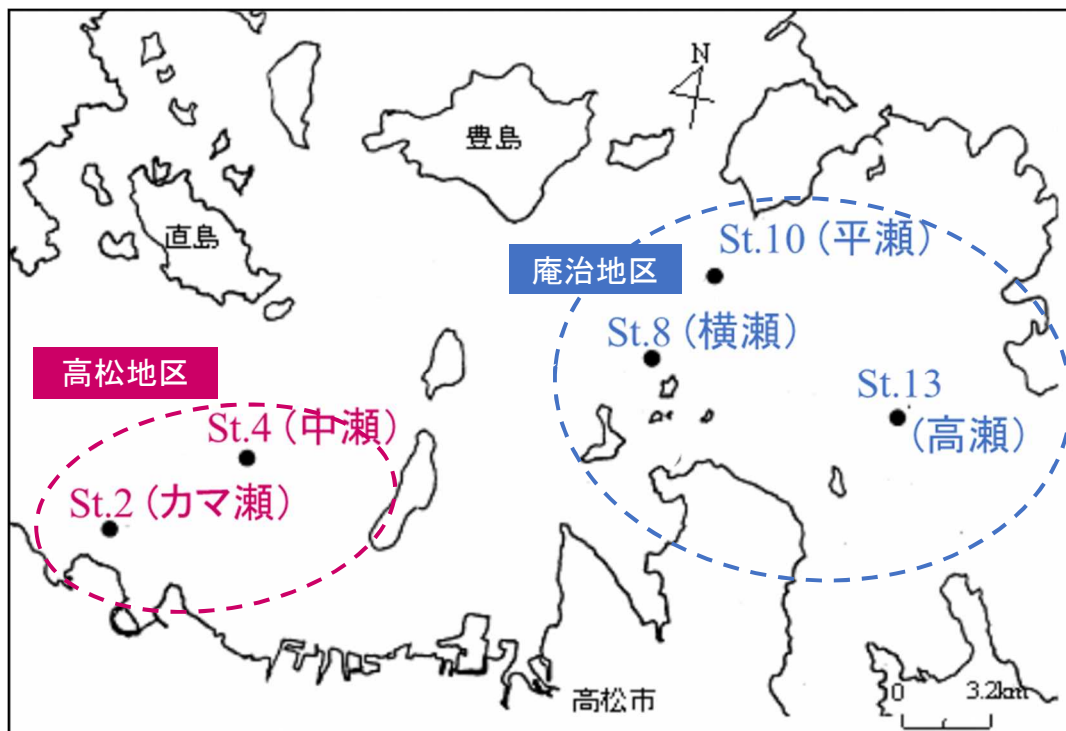 N
豊島
直島
St.10 (平瀬)
庵治地区
St.8 (横瀬)
高松地区
St.13
(高瀬)
St.4 (中瀬)
St.2 (カマ瀬)
高松市
0 3.2km